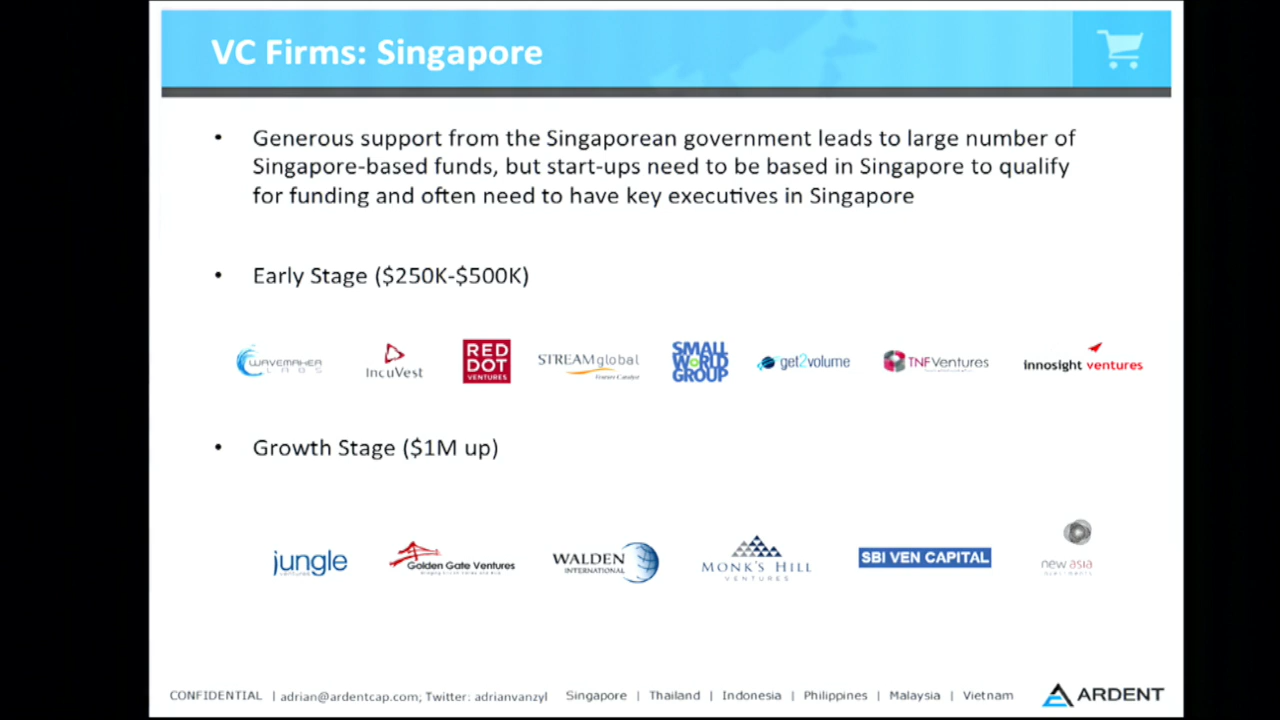 VC Firms: Singapore
• Generous support from the Singaporean government leads to large number of
Singapore-based funds, but start-ups need to be based in Singapore to qualify
for funding and often need to have key executives in Singapore
• Early Stage ($250K-$500K)
WAVEMAKER
LABS
IncuVest
RED
DOT
VENTURES
STREAMglobal
SMALL
WORLD
GROUP
get2volume
TNFVentures
innosight ventures
• Growth Stage ($1M up)
jungle
ventures
Golden Gate Ventures
WALDEN
INTERNATIONAL
MONK'S HILL
VENTURES
SBI VEN CAPITAL
new asia
investments
CONFIDENTIAL | adrian@ardentcap.com; Twitter: adrianvanzyl Singapore | Thailand | Indonesia | Philippines | Malaysia | Vietnam ARDENT